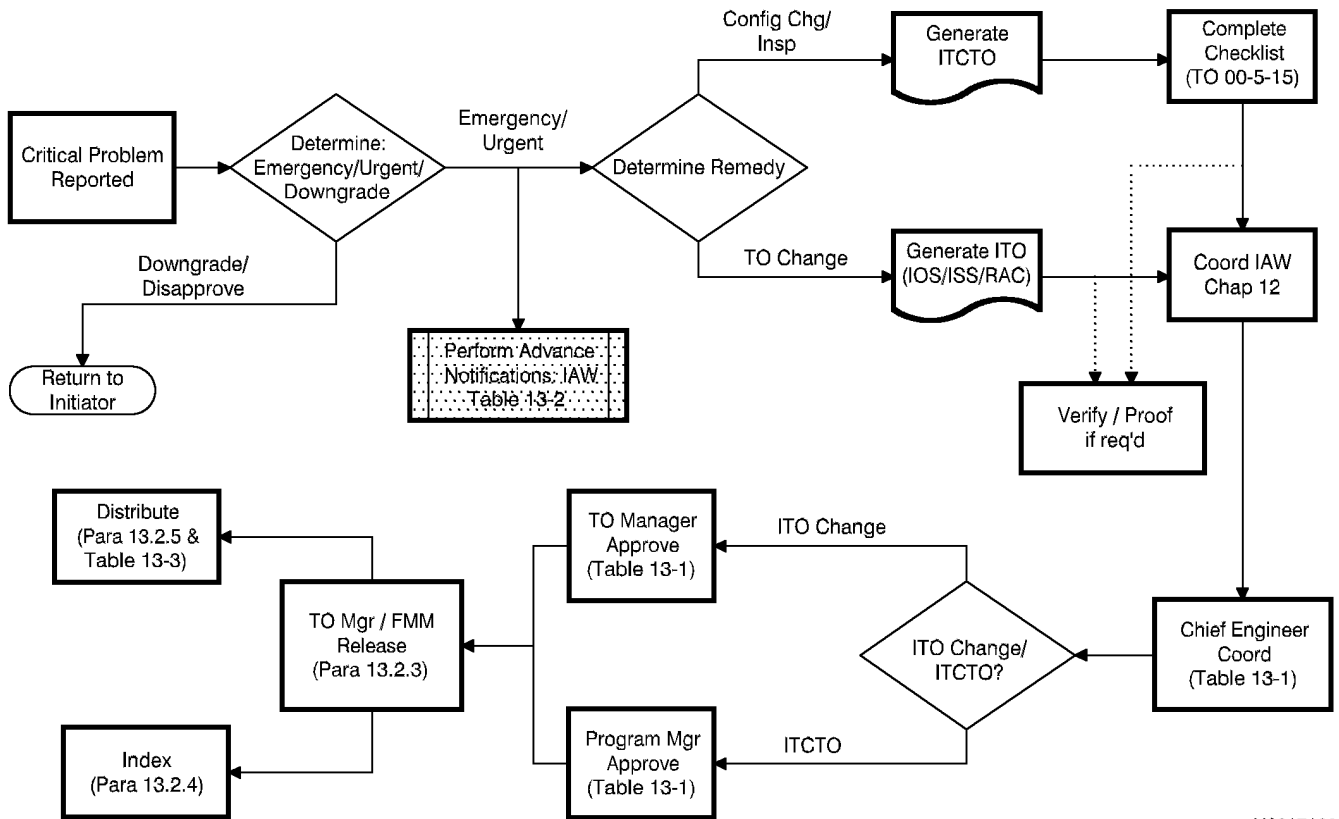 Critical Problem
Reported
Determine:
Emergency/Urgent/
Downgrade
Downgrade/
Disapprove
Return to
Initiator
Emergency/
Urgent
Perform Advance
Notifications IAW
Table 13-2
Determine Remedy
Config Chg/
Insp
Generate
ITCTO
Complete
Checklist
(TO 00-5-15)
TO Change
Generate ITO
(IOS/ISS/RAC)
Coord IAW
Chap 12
Verify / Proof
if req'd
Chief Engineer
Coord
(Table 13-1)
ITO Change/
ITCTO?
ITO Change
TO Manager
Approve
(Table 13-1)
ITCTO
Program Mgr
Approve
(Table 13-1)
TO Mgr / FMM
Release
(Para 13.2.3)
Distribute
(Para 13.2.5 &
Table 13-3)
Index
(Para 13.2.4)